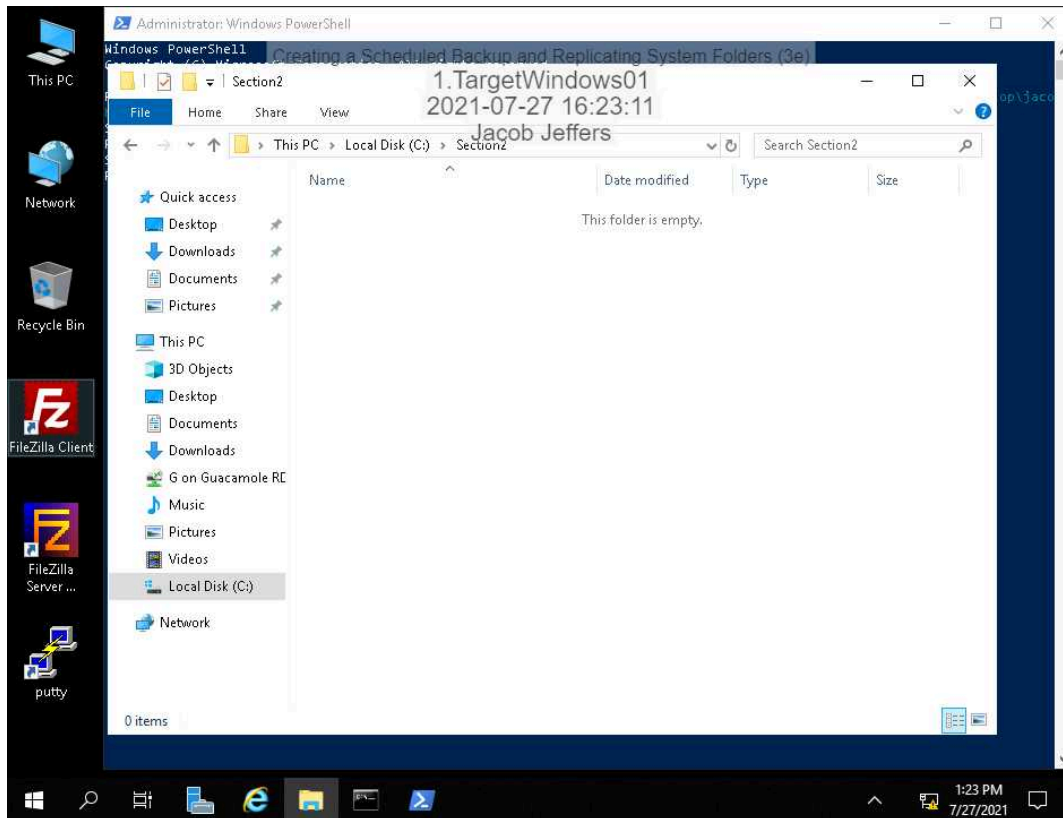 Administrator: Windows PowerShell
Windows PowerShell
Creating a Scheduled Backup and Replicating System Folders (3e)
1.TargetWindows01
2021-07-27 16:23:11
Jacob Jeffers
Section2
File Home Share View
This PC > Local Disk (C:) > Section2
Search Section2
Name Date modified Type Size
This folder is empty.
Quick access
Desktop
Downloads
Documents
Pictures
This PC
3D Objects
Desktop
Documents
Downloads
G on Guacamole RD
Music
Pictures
Videos
Local Disk (C:)
Network
0 items
op\jaco
This PC
Network
Recycle Bin
FileZilla Client
FileZilla
Server ...
putty
1:23 PM
7/27/2021